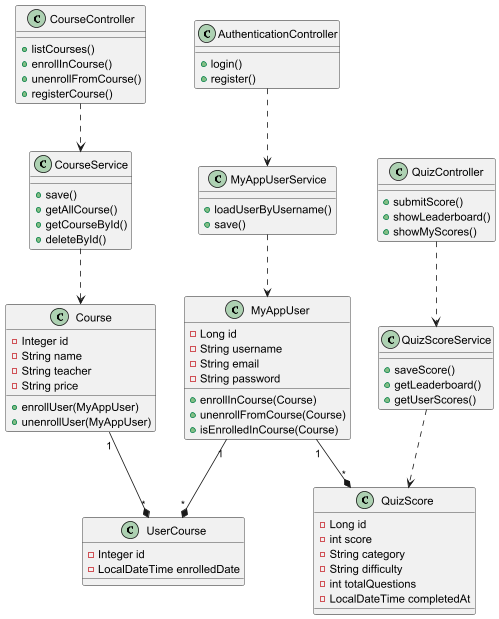 C CourseController
listCourses()
enrollInCourse()
unenrollFromCourse()
registerCourse()
C AuthenticationController
login()
register()
C CourseService
save()
getAllCourse()
getCourseById()
deleteById()
C MyAppUserService
loadUserByUsername()
save()
C QuizController
submitScore()
showLeaderboard()
showMyScores()
C Course
Integer id
String name
String teacher
String price
enrollUser(MyAppUser)
unenrollUser(MyAppUser)
C MyAppUser
Long id
String username
String email
String password
enrollInCourse(Course)
unenrollFromCourse(Course)
isEnrolledInCourse(Course)
C QuizScoreService
saveScore()
getLeaderboard()
getUserScores()
1
1
1
*
*
*
C UserCourse
Integer id
LocalDateTime enrolledDate
C QuizScore
Long id
int score
String category
String difficulty
int totalQuestions
LocalDateTime completedAt